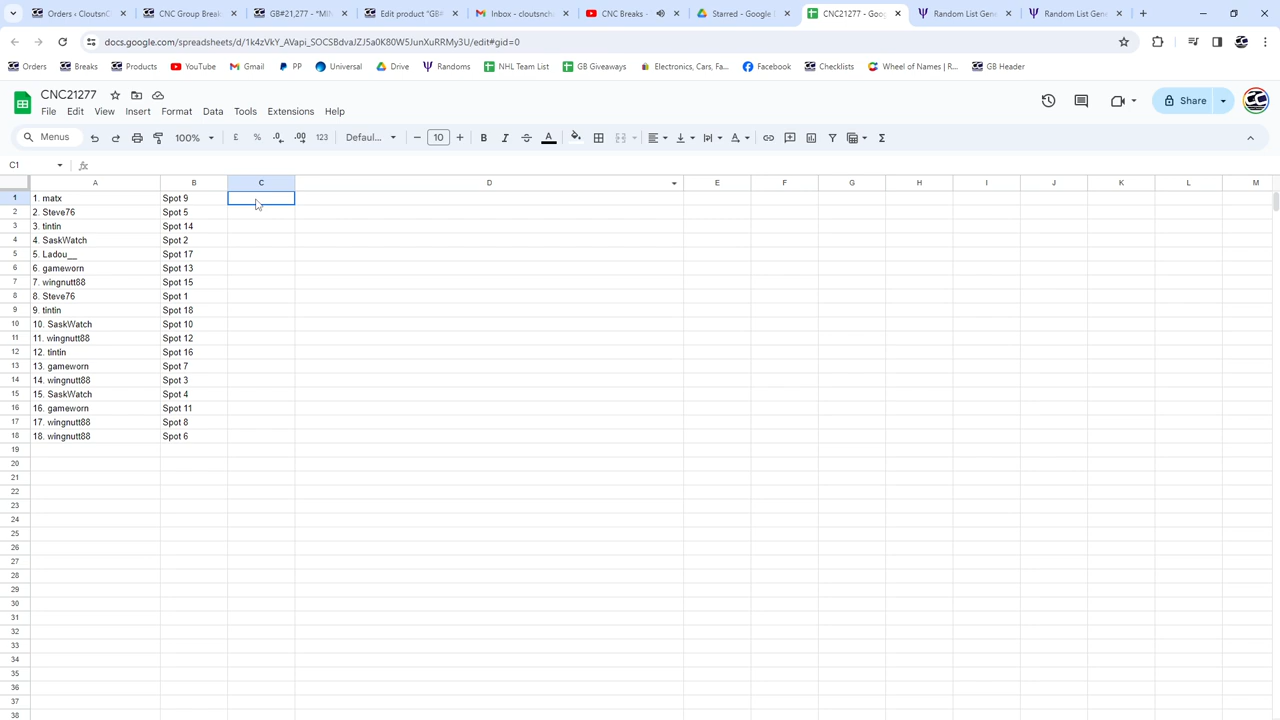 Orders ‹ Cloutsn
CNC Group Break
GB#21,277 - *MIN
Edit product "GB
Inbox - cloutsnch
CNC Breaks -
Starred - Google
CNC21277 - Goo
Random List Gene
Random List Gene
docs.google.com/spreadsheets/d/1k4zVkY_AVapi_SOCSBdvaJZJ5a0K80W5JunXuRRMy3U/edit#gid=0
Orders Breaks Products YouTube Gmail PP Universal Drive Randoms NHL Team List GB Giveaways Electronics, Cars, Fa... Facebook Checklists Wheel of Names | R... GB Header
CNC21277
File Edit View Insert Format Data Tools Extensions Help
Share
Menus 100% £ % .0 .00 123 Defaul... 10 B I A
C1 fx
A B C D E F G H I J K L M
1 1. matx Spot 9
2 2. Steve76 Spot 5
3 3. tintin Spot 14
4 4. SaskWatch Spot 2
5 5. Ladou__ Spot 17
6 6. gameworn Spot 13
7 7. wingnutt88 Spot 15
8 8. Steve76 Spot 1
9 9. tintin Spot 18
10 10. SaskWatch Spot 10
11 11. wingnutt88 Spot 12
12 12. tintin Spot 16
13 13. gameworn Spot 7
14 14. wingnutt88 Spot 3
15 15. SaskWatch Spot 4
16 16. gameworn Spot 11
17 17. wingnutt88 Spot 8
18 18. wingnutt88 Spot 6
19
20
21
22
23
24
25
26
27
28
29
30
31
32
33
34
35
36
37
38